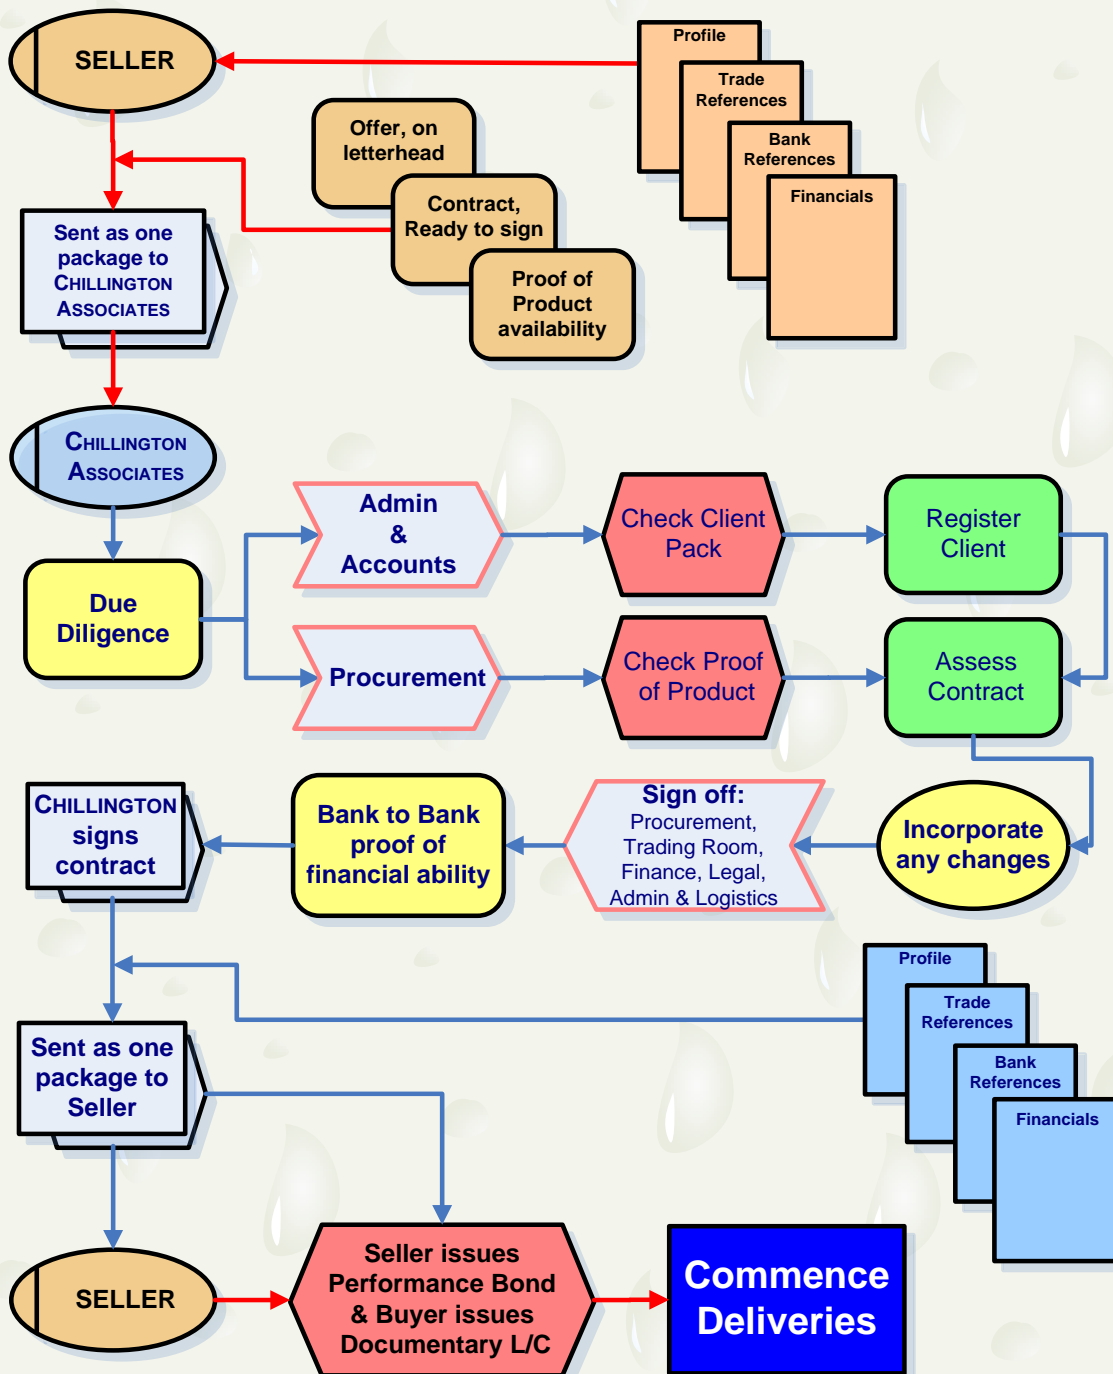 SELLER
Profile
Trade
References
Bank
References
Financials
Offer, on
letterhead
Contract,
Ready to sign
Proof of
Product
availability
Sent as one
package to
CHILLINGTON
ASSOCIATES
CHILLINGTON
ASSOCIATES
Due
Diligence
Admin
&
Accounts
Check Client
Pack
Register
Client
Procurement
Check Proof
of Product
Assess
Contract
CHILLINGTON
signs
contract
Bank to Bank
proof of
financial ability
Sign off:
Procurement,
Trading Room,
Finance, Legal,
Admin & Logistics
Incorporate
any changes
Profile
Trade
References
Bank
References
Financials
Sent as one
package to
Seller
SELLER
Seller issues
Performance Bond
& Buyer issues
Documentary L/C
Commence
Deliveries